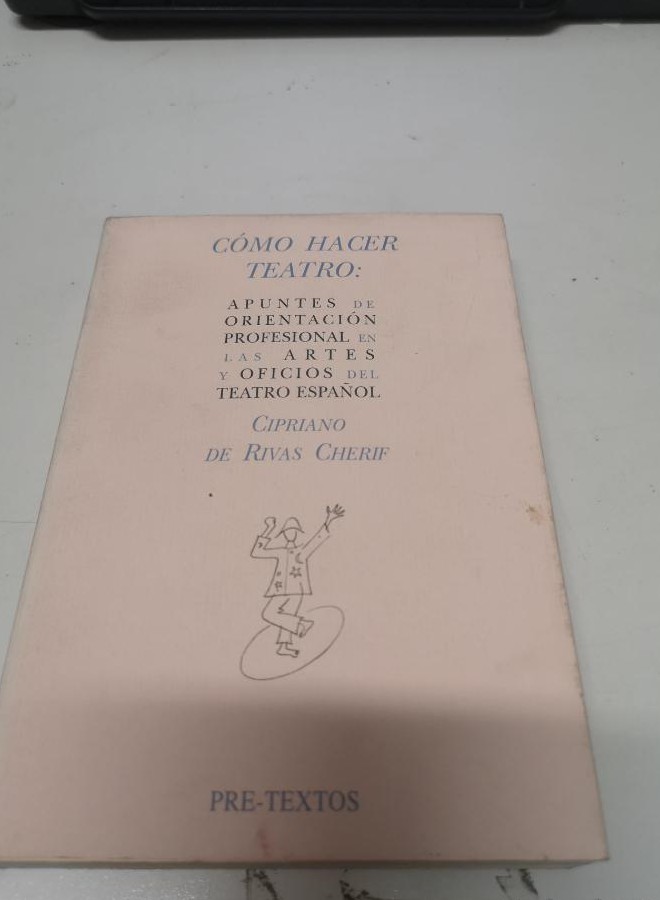 CÓMO HACER
TEATRO:
APUNTES DE
ORIENTACIÓN
PROFESIONAL EN
LAS ARTES
Y OFICIOS DEL
TEATRO ESPAÑOL
CIPRIANO
DE RIVAS CHERIF
PRE-TEXTOS